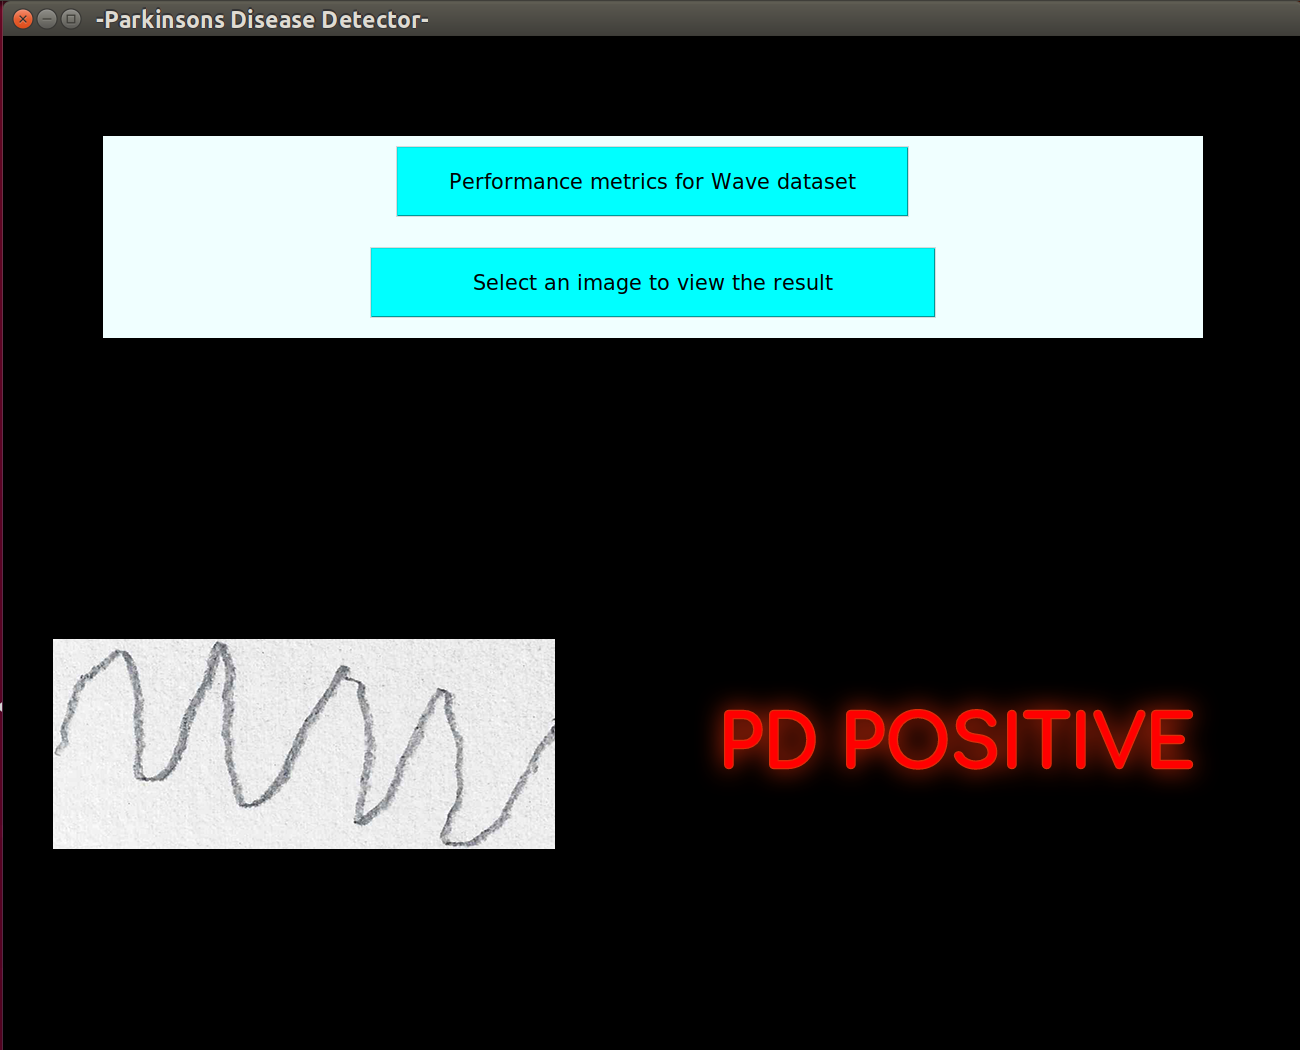 -Parkinsons Disease Detector-
Performance metrics for Wave dataset
Select an image to view the result
PD POSITIVE